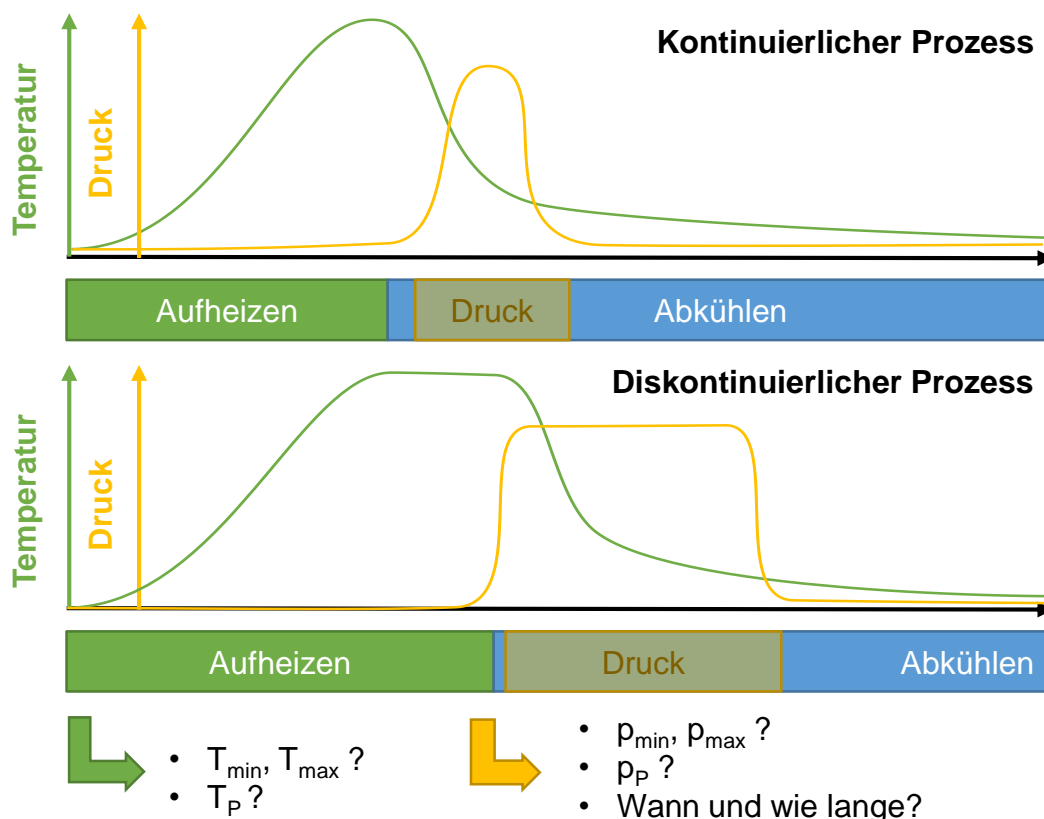 Kontinuierlicher Prozess
Temperatur
Druck
Aufheizen
Druck
Abkühlen
Diskontinuierlicher Prozess
Temperatur
Druck
Aufheizen
Druck
Abkühlen
• Tmin, Tmax ?
• TP ?
• pmin, pmax ?
• pP ?
• Wann und wie lange?